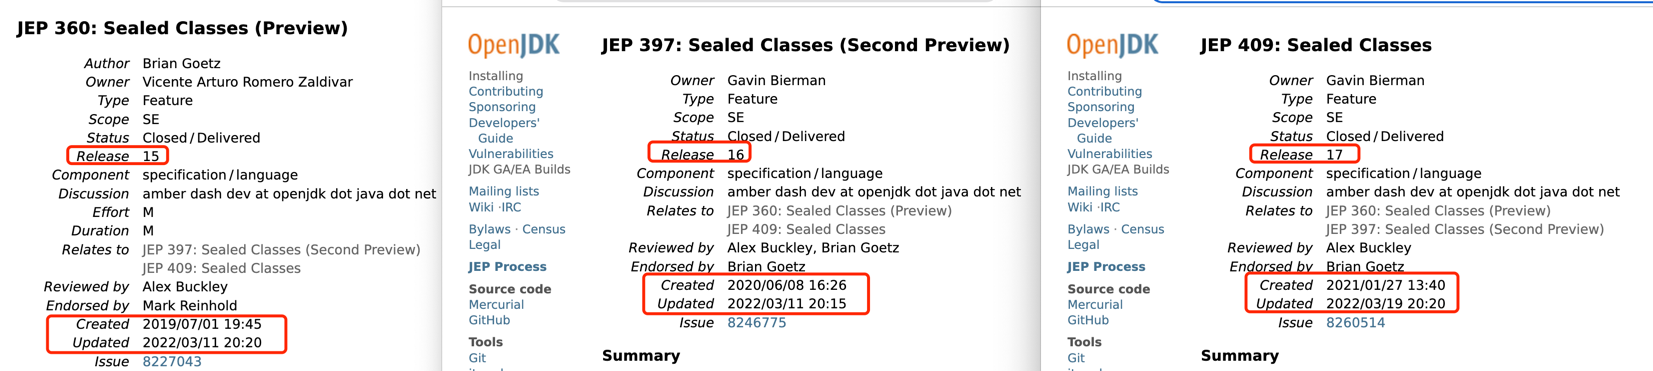 JEP 360: Sealed Classes (Preview)
Author Brian Goetz
Owner Vicente Arturo Romero Zaldivar
Type Feature
Scope SE
Status Closed / Delivered
Release 15
Component specification / language
Discussion amber dash dev at openjdk dot java dot net
Effort M
Duration M
Relates to JEP 397: Sealed Classes (Second Preview)
JEP 409: Sealed Classes
Reviewed by Alex Buckley
Endorsed by Mark Reinhold
Created 2019/07/01 19:45
Updated 2022/03/11 20:20
Issue 8227043
OpenJDK
Installing
Contributing
Sponsoring
Developers'
Guide
Vulnerabilities
JDK GA/EA Builds
Mailing lists
Wiki · IRC
Bylaws · Census
Legal
JEP Process
Source code
Mercurial
GitHub
Tools
Git
JEP 397: Sealed Classes (Second Preview)
Owner Gavin Bierman
Type Feature
Scope SE
Status Closed / Delivered
Release 16
Component specification / language
Discussion amber dash dev at openjdk dot java dot net
Relates to JEP 360: Sealed Classes (Preview)
JEP 409: Sealed Classes
Reviewed by Alex Buckley, Brian Goetz
Endorsed by Brian Goetz
Created 2020/06/08 16:26
Updated 2022/03/11 20:15
Issue 8246775
Summary
OpenJDK
Installing
Contributing
Sponsoring
Developers'
Guide
Vulnerabilities
JDK GA/EA Builds
Mailing lists
Wiki · IRC
Bylaws · Census
Legal
JEP Process
Source code
Mercurial
GitHub
Tools
Git
JEP 409: Sealed Classes
Owner Gavin Bierman
Type Feature
Scope SE
Status Closed / Delivered
Release 17
Component specification / language
Discussion amber dash dev at openjdk dot java dot net
Relates to JEP 360: Sealed Classes (Preview)
JEP 397: Sealed Classes (Second Preview)
Reviewed by Alex Buckley
Endorsed by Brian Goetz
Created 2021/01/27 13:40
Updated 2022/03/19 20:20
Issue 8260514
Summary